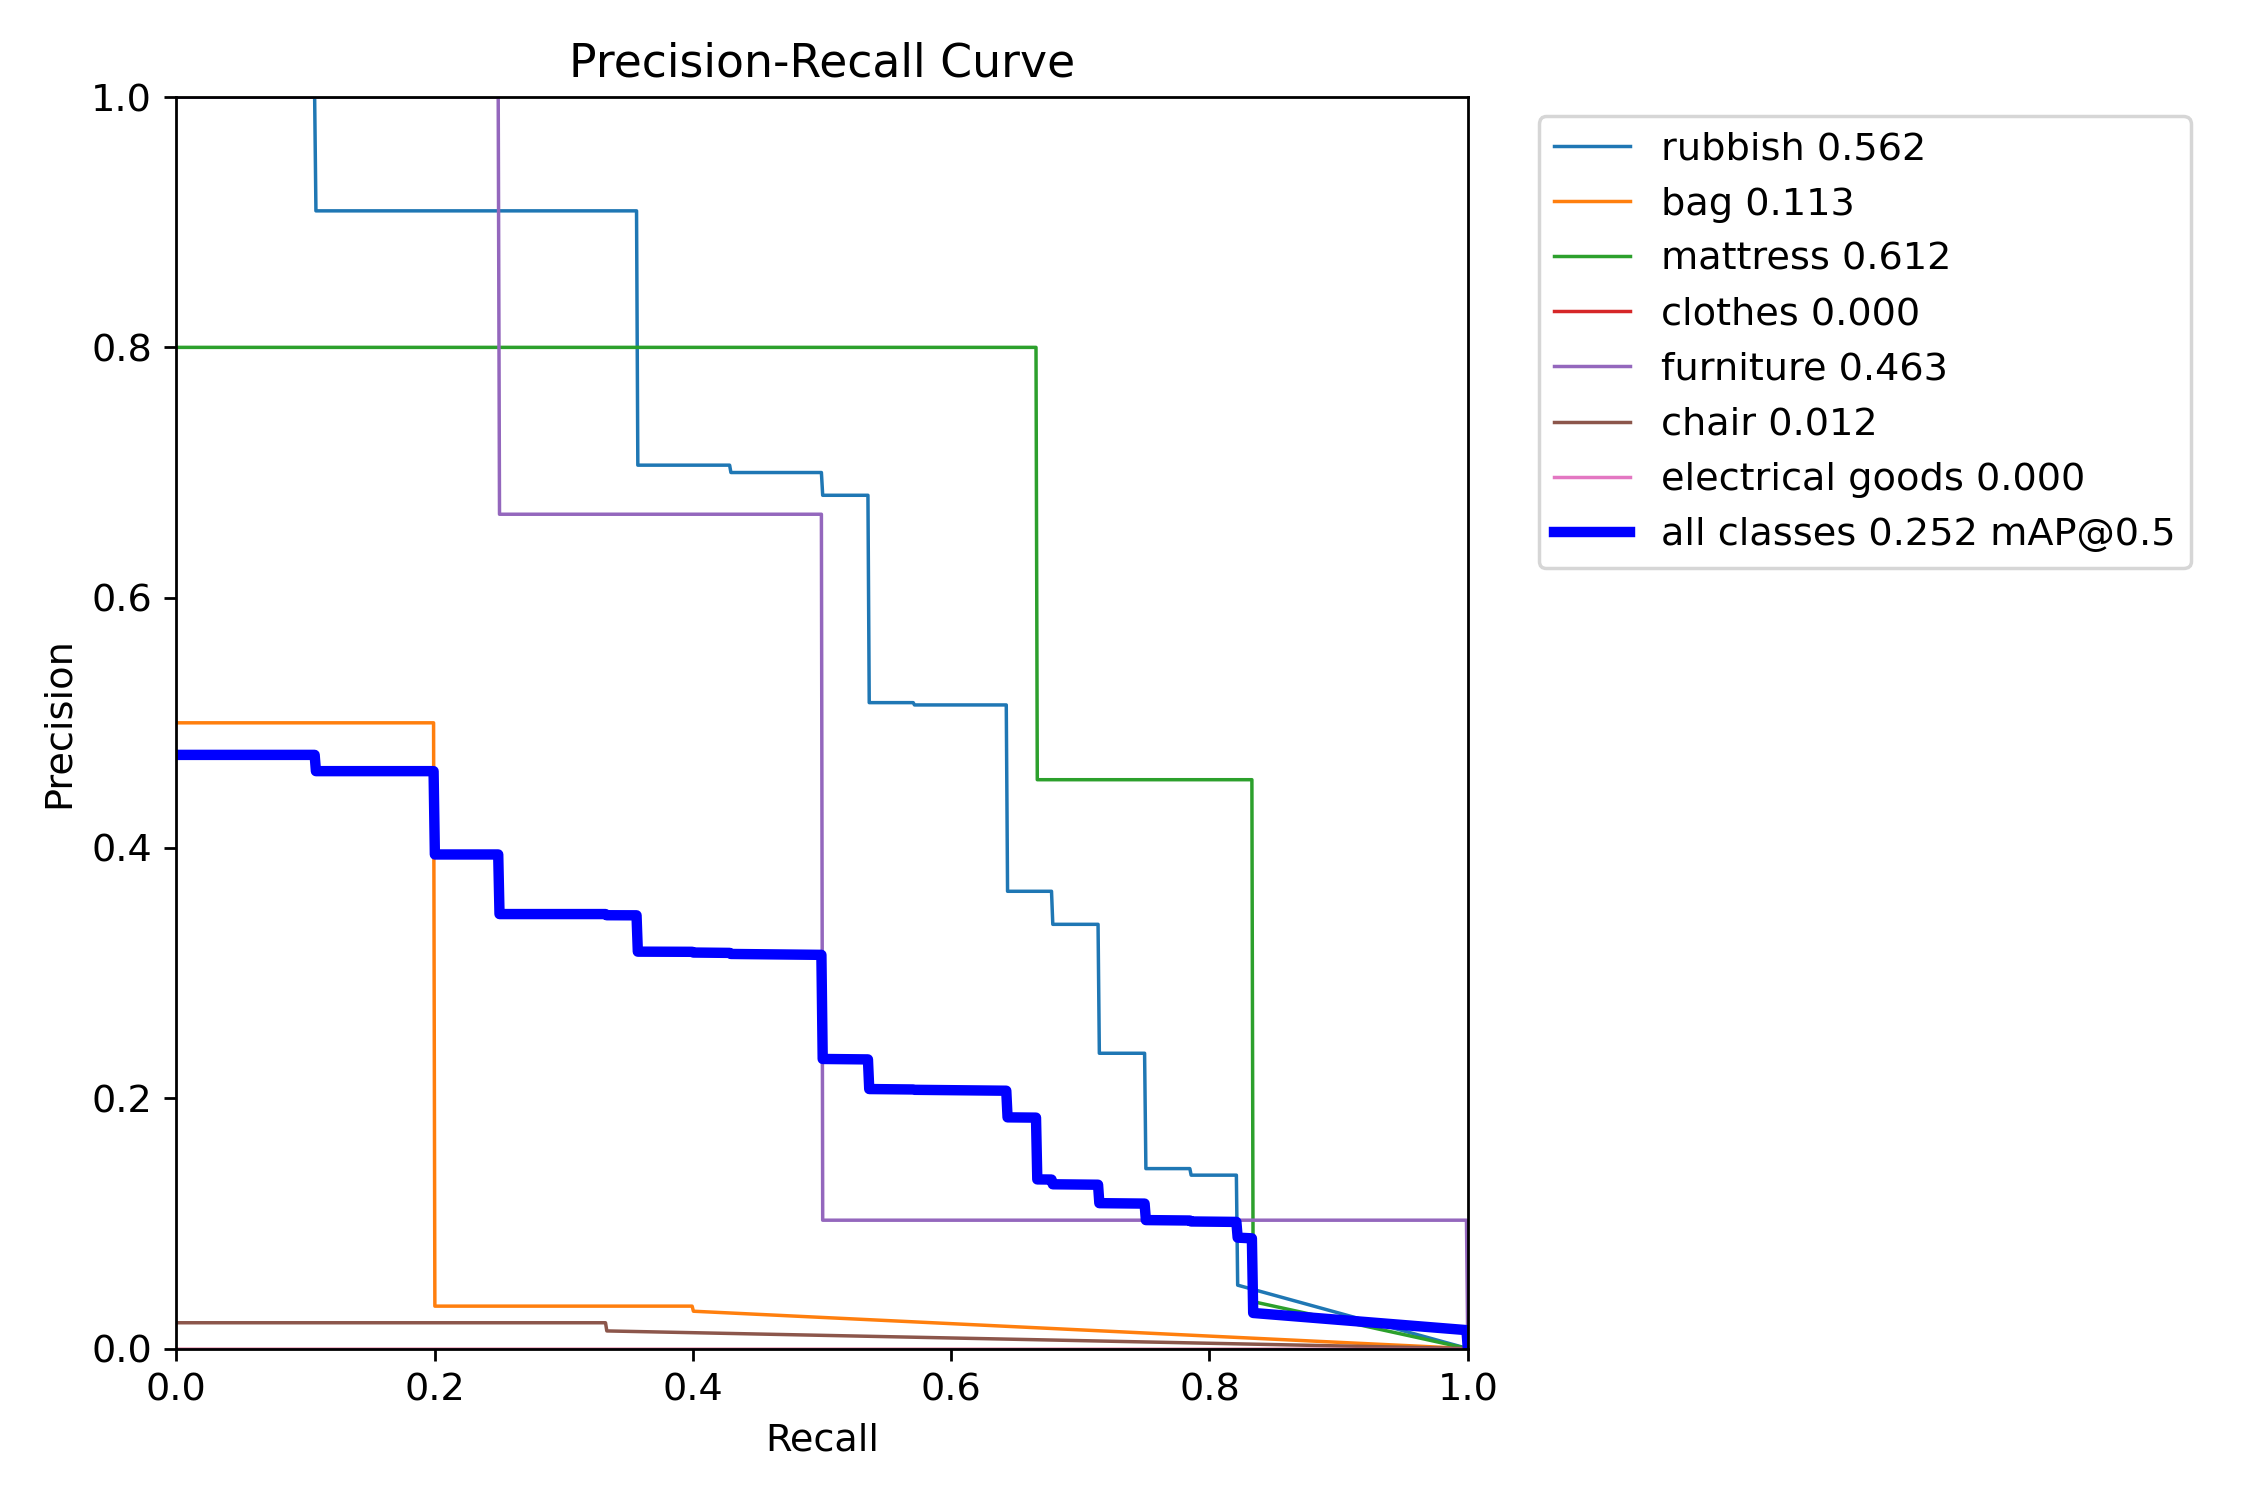 Precision-Recall Curve
1.0
0.8
0.6
0.4
0.2
0.0
Precision
0.0 0.2 0.4 0.6 0.8 1.0
Recall
rubbish 0.562
bag 0.113
mattress 0.612
clothes 0.000
furniture 0.463
chair 0.012
electrical goods 0.000
all classes 0.252 mAP@0.5